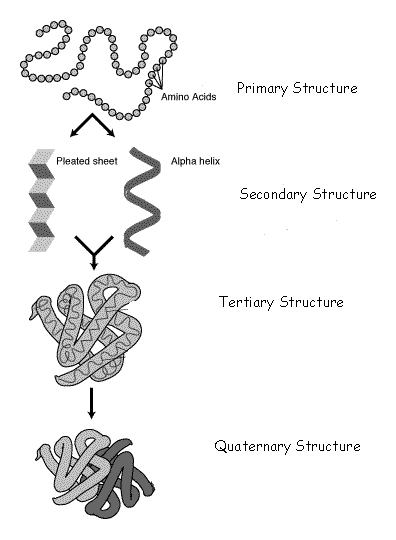 Amino Acids
Primary Structure
Pleated sheet
Alpha helix
Secondary Structure
Tertiary Structure
Quaternary Structure